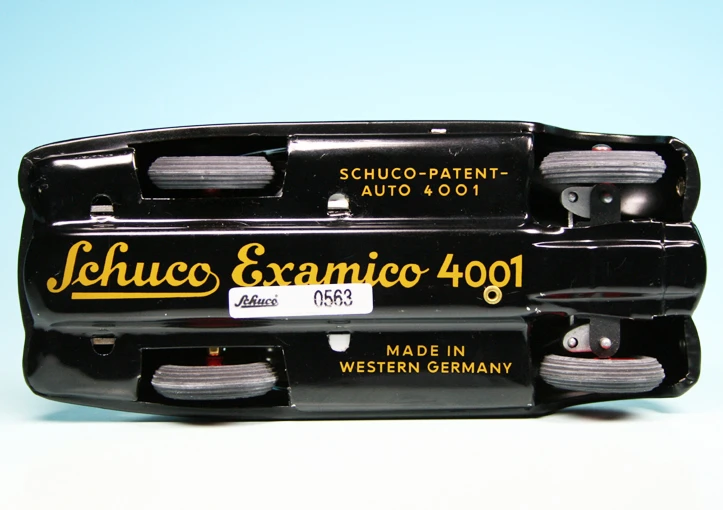 SCHUCO-PATENT-
AUTO 4001
Schuco Examico 4001
Schuco 0563
MADE IN
WESTERN GERMANY